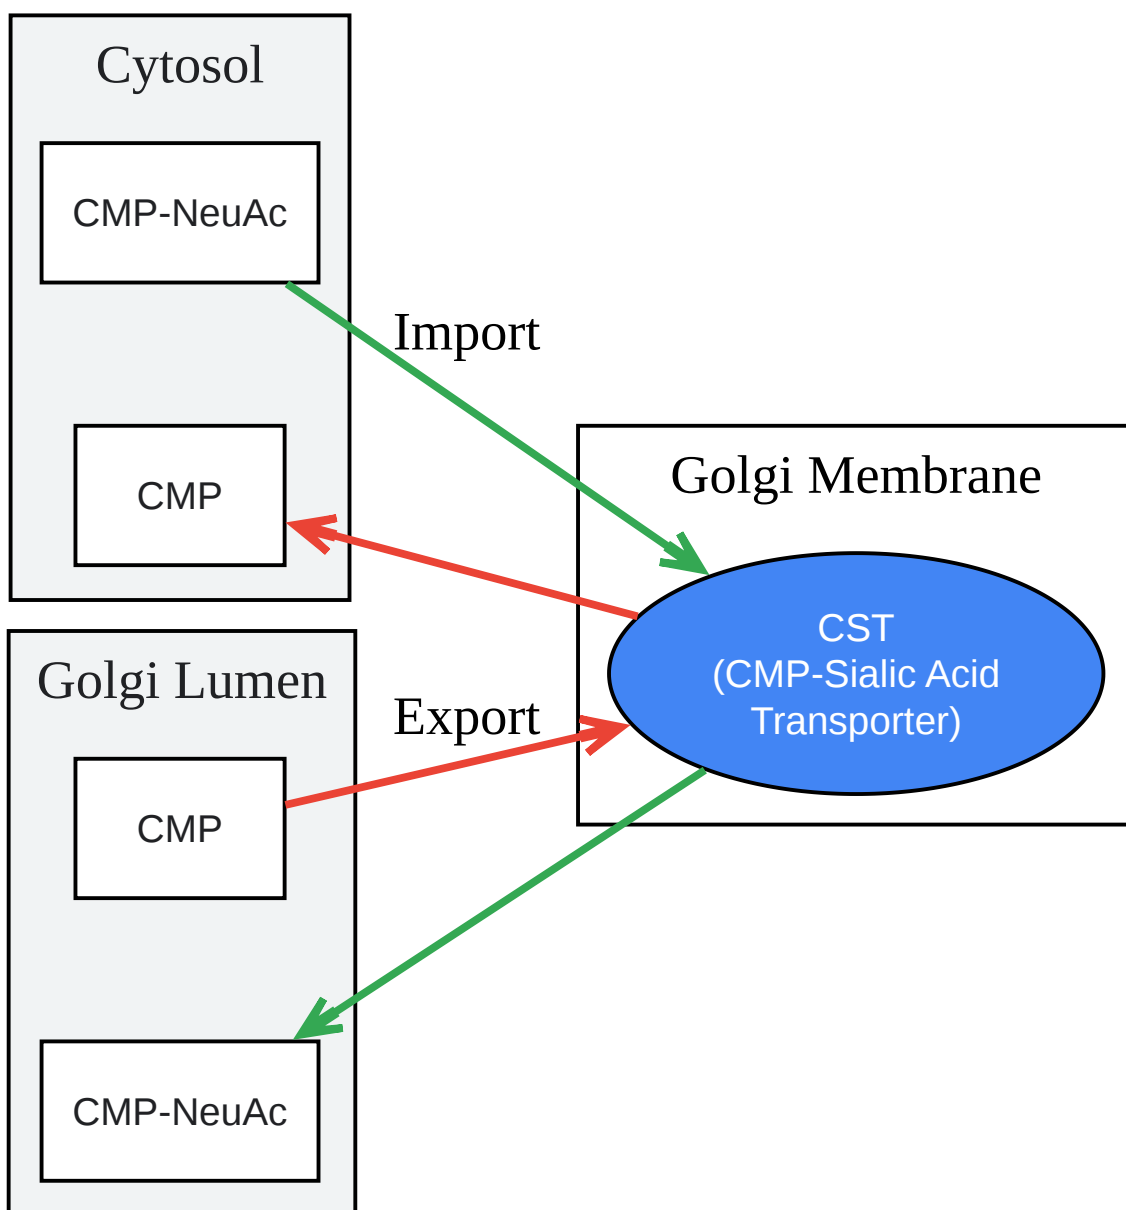 Cytosol
CMP-NeuAc
Import
CMP
Golgi Membrane
CST
(CMP-Sialic Acid
Transporter)
Golgi Lumen
Export
CMP
CMP-NeuAc